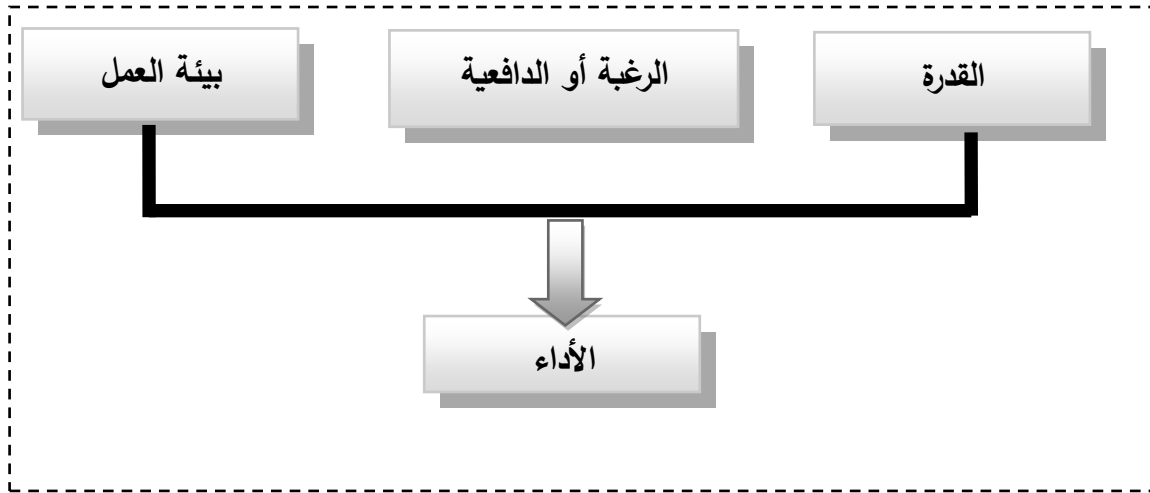 القدرة
الرغبة أو الدافعية
بيئة العمل
الأداء